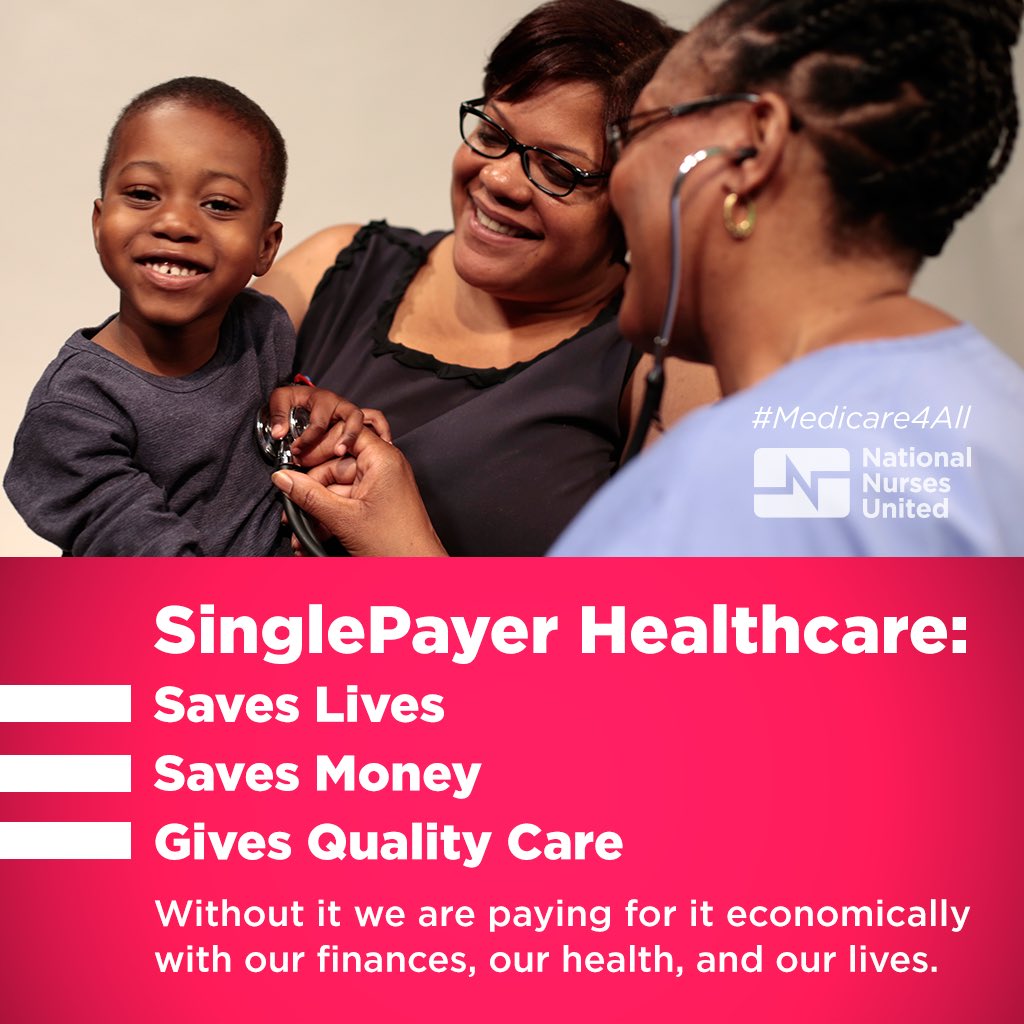 #Medicare4All
National
Nurses
United
SinglePayer Healthcare:
Saves Lives
Saves Money
Gives Quality Care
Without it we are paying for it economically
with our finances, our health, and our lives.